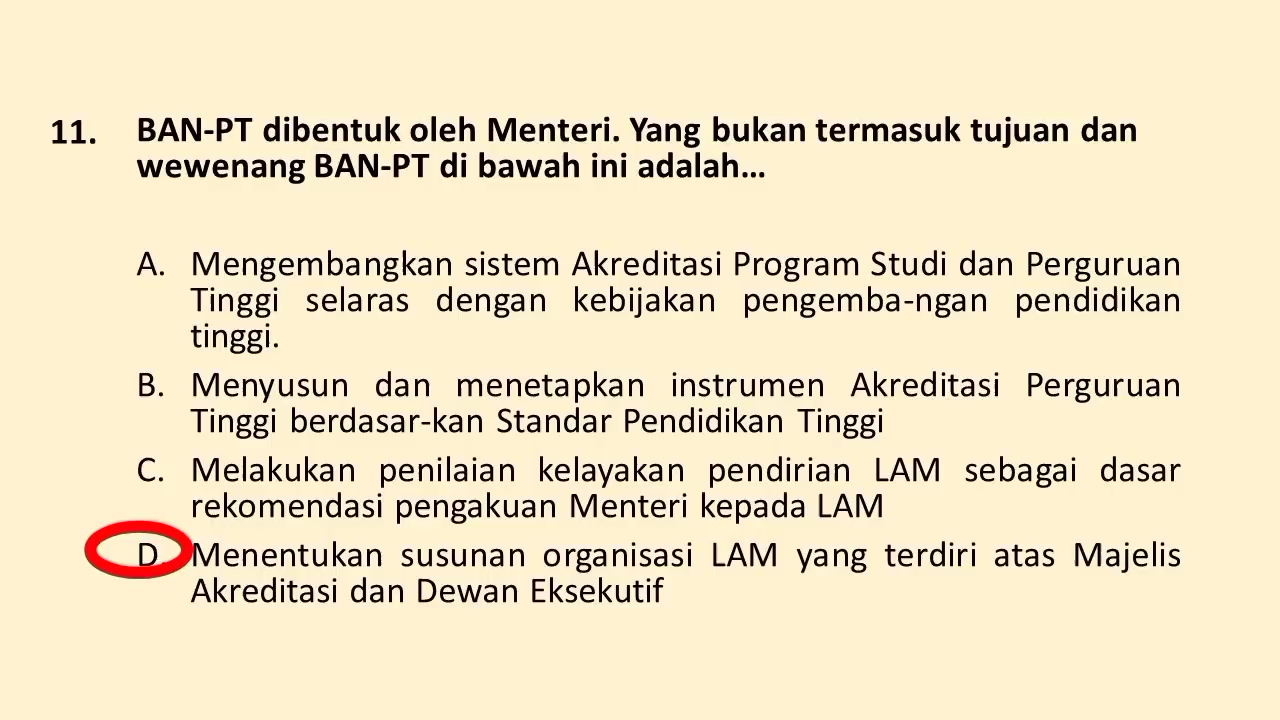 11. BAN-PT dibentuk oleh Menteri. Yang bukan termasuk tujuan dan
wewenang BAN-PT di bawah ini adalah...
A. Mengembangkan sistem Akreditasi Program Studi dan Perguruan
Tinggi selaras dengan kebijakan pengemba-ngan pendidikan
tinggi.
B. Menyusun dan menetapkan instrumen Akreditasi Perguruan
Tinggi berdasar-kan Standar Pendidikan Tinggi
C. Melakukan penilaian kelayakan pendirian LAM sebagai dasar
rekomendasi pengakuan Menteri kepada LAM
D. Menentukan susunan organisasi LAM yang terdiri atas Majelis
Akreditasi dan Dewan Eksekutif